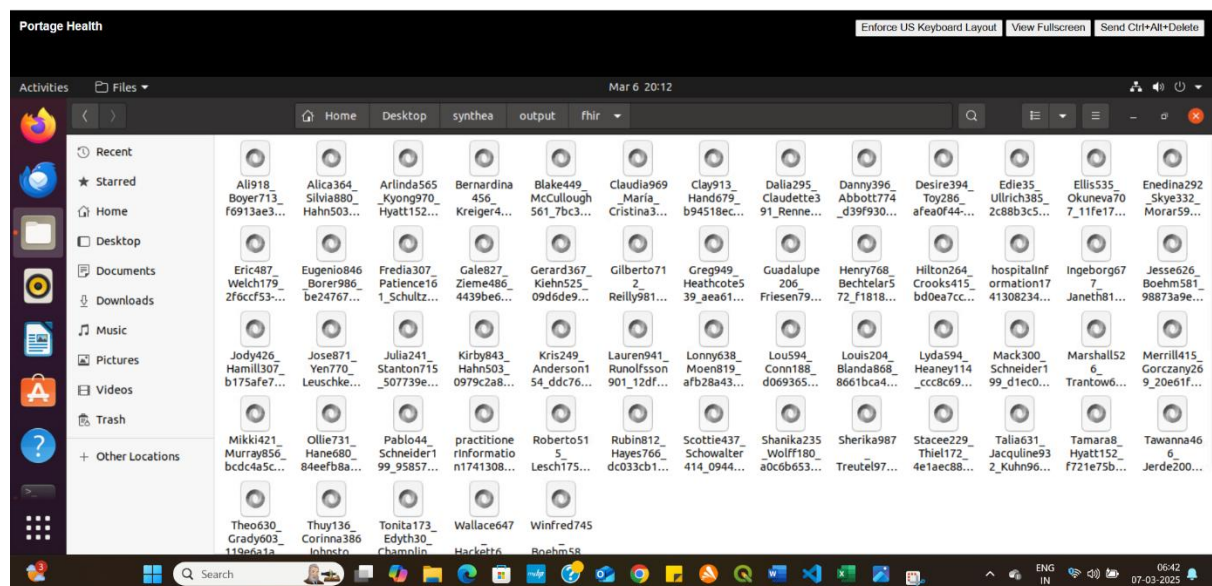 Portage Health
Enforce US Keyboard Layout View Fullscreen Send Ctrl+Alt+Delete
Activities Files Mar 6 20:12
Home Desktop synthea output fhir
Recent
Starred
Home
Desktop
Documents
Downloads
Music
Pictures
Videos
Trash
+ Other Locations
Ali918_ Alica364_ Arlinda565 Bernardina Blake449_ Claudia969 Clay913_ Dalia295_ Danny396_ Desire394_ Edie35_ Ellis535_ Enedina292
Boyer713_ Silvia880_ _Kyong970_ 456_ McCullough _María_ Hand679_ Claudette3 Abbott774 Toy286_ Ullrich385_ Okuneva70 _Skye332_
f6913ae3... Hahn503... Hyatt152... Kreiger4... 561_7bc3... Cristina3... b94518ec... 91_Renne... _d39f930... afea0f44-... 2c88b3c5... 7_11fe17... Morar59...
Eric487_ Eugenio846 Fredia307_ Gale827_ Gerard367_ Gilberto71 Greg949_ Guadalupe Henry768_ Hilton264_ hospitalInf Ingeborg67 Jesse626_
Welch179_ _Borer986_ Patience16 Zieme486_ Kiehn525_ 2_ Heathcote5 206_ Bechtelar5 Crooks415_ ormation17 7_ Boehm581_
2f6ccf53-... be24767... 1_Schultz... 4439be6... 09d6de9... Reilly981... 39_aea61... Friesen79... 72_f1818... bd0ea7cc... 41308234... Janeth81... 98873a9e...
Jody426_ Jose871_ Julia241_ Kirby843_ Kris249_ Lauren941_ Lonny638_ Lou594_ Louis204_ Lyda594_ Mack300_ Marshall52 Merrill415_
Hamill307_ Yen770_ Stanton715 Hahn503_ Anderson1 Runolfsson Moen819_ Conn188_ Blanda868_ Heaney114 Schneider1 6_ Gorczany26
b175afe7... Leuschke... _507739e... 0979c2a8... 54_ddc76... 901_12df... afb28a43... d069365... 8661bca4... _ccc8c69... 99_d1ec0... Trantow6... 9_20e61f...
Mikki421_ Ollie731_ Pablo44_ practitione Roberto51 Rubin812_ Scottie437_ Shanika235 Sherika987 Stacee229_ Talia631_ Tamara8_ Tawanna46
Murray856_ Hane680_ Schneider1 rInformatio 5_ Hayes766_ Schowalter _Wolff180_ _ Thiel172_ Jacquline93 Hyatt152_ 6_
bcdc4a5c... 84eefb8a... 99_95857... n1741308... Lesch175... dc033cb1... 414_0944... a0c6b653... Treutel97... 4e1aec88... 2_Kuhn96... f721e75b... Jerde200...
Theo630_ Thuy136_ Tonita173_ Wallace647 Winfred745
Grady603_ Corinna386 Edyth30_ _ _
119e6a1a Johnsto Champlin Hackett6 Boehm58
Search ENG 06:42
IN 07-03-2025